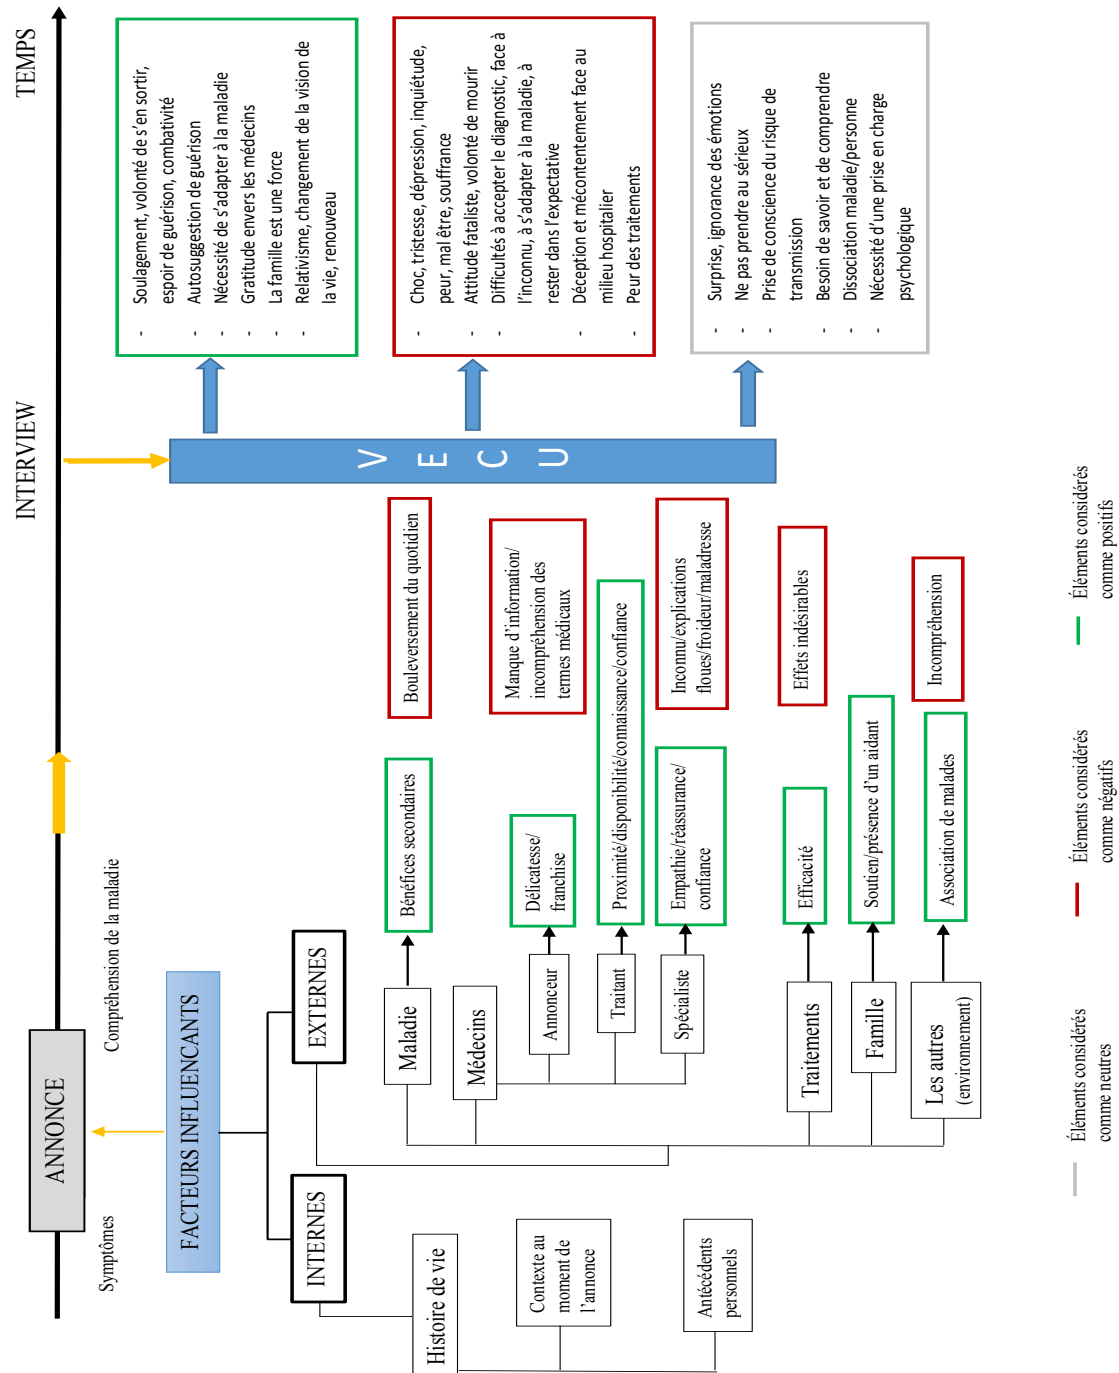 TEMPS
INTERVIEW
ANNONCE
Symptômes
Compréhension de la maladie
FACTEURS INFLUENCANTS
INTERNES
EXTERNES
Histoire de vie
Contexte au
moment de
l’annonce
Antécédents
personnels
Maladie
Bénéfices secondaires
Bouleversement du quotidien
Médecins
Annonceur
Délicatesse/
franchise
Manque d’information/
incompréhension des
termes médicaux
Traitant
Proximité/disponibilité/connaissance/confiance
Spécialiste
Empathie/réassurance/
confiance
Inconnu/explications
floues/froideur/maladresse
Traitements
Efficacité
Effets indésirables
Famille
Soutien/présence d’un aidant
Les autres
(environnement)
Association de malades
Incompréhension
V E C U
- Soulagement, volonté de s’en sortir,
espoir de guérison, combativité
- Autosuggestion de guérison
- Nécessité de s’adapter à la maladie
- Gratitude envers les médecins
- La famille est une force
- Relativisme, changement de la vision de
la vie, renouveau
- Choc, tristesse, dépression, inquiétude,
peur, mal être, souffrance
- Attitude fataliste, volonté de mourir
- Difficultés à accepter le diagnostic, face à
l’inconnu, à s’adapter à la maladie, à
rester dans l’expectative
- Déception et mécontentement face au
milieu hospitalier
- Peur des traitements
- Surprise, ignorance des émotions
- Ne pas prendre au sérieux
- Prise de conscience du risque de
transmission
- Besoin de savoir et de comprendre
- Dissociation maladie/personne
- Nécessité d’une prise en charge
psychologique
Éléments considérés
comme neutres
Éléments considérés
comme négatifs
Éléments considérés
comme positifs